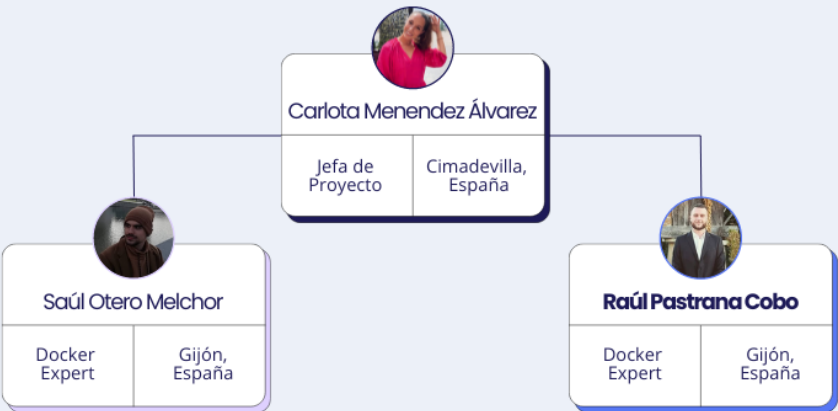 Carlota Menendez Álvarez
Jefa de
Proyecto
Cimadevilla,
España
Saúl Otero Melchor
Docker
Expert
Gijón,
España
Raúl Pastrana Cobo
Docker
Expert
Gijón,
España